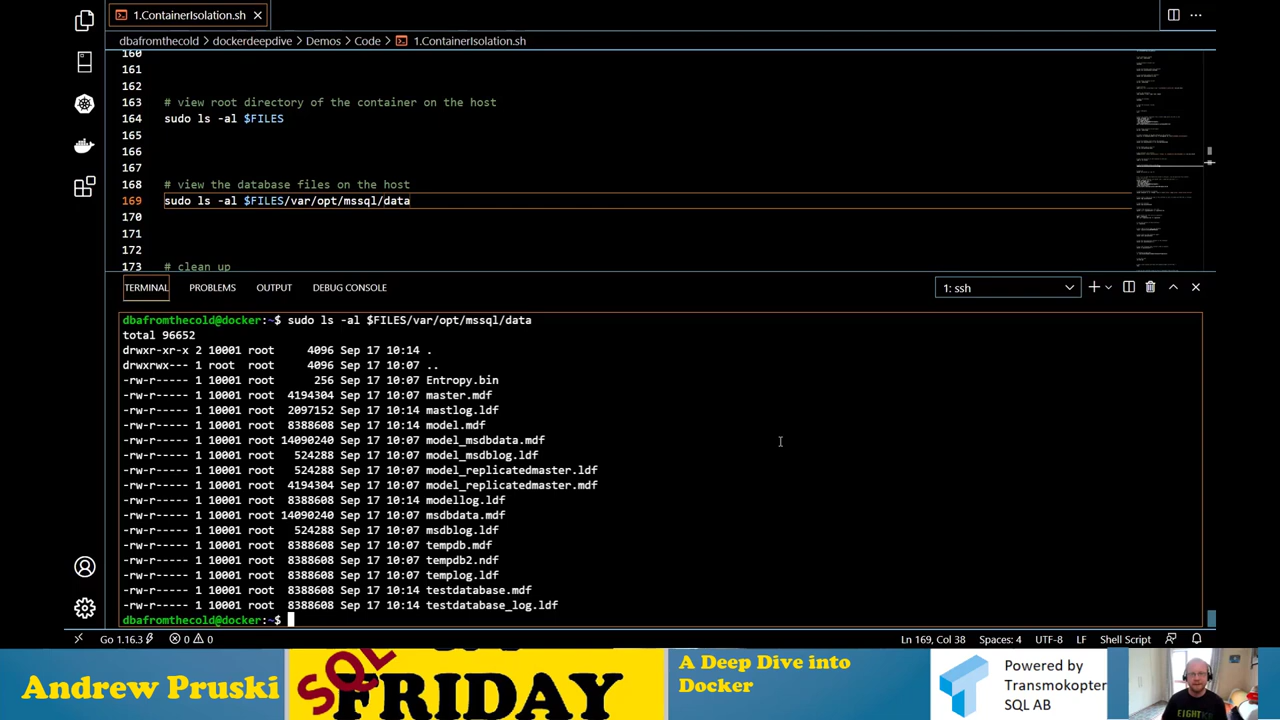 1.ContainerIsolation.sh
dbafromthecold > dockerdeepdive > Demos > Code > 1.ContainerIsolation.sh
160
161
162
163 # view root directory of the container on the host
164 sudo ls -al $FILES
165
166
167
168 # view the database files on the host
169 sudo ls -al $FILES/var/opt/mssql/data
170
171
172
173 # clean up
TERMINAL PROBLEMS OUTPUT DEBUG CONSOLE 1: ssh
dbafromthecold@docker:~$ sudo ls -al $FILES/var/opt/mssql/data
total 96652
drwxr-xr-x 2 10001 root 4096 Sep 17 10:14 .
drwxrwx--- 1 root root 4096 Sep 17 10:07 ..
-rw-r----- 1 10001 root 256 Sep 17 10:07 Entropy.bin
-rw-r----- 1 10001 root 4194304 Sep 17 10:07 master.mdf
-rw-r----- 1 10001 root 2097152 Sep 17 10:14 mastlog.ldf
-rw-r----- 1 10001 root 8388608 Sep 17 10:14 model.mdf
-rw-r----- 1 10001 root 14090240 Sep 17 10:07 model_msdbdata.mdf
-rw-r----- 1 10001 root 524288 Sep 17 10:07 model_msdblog.ldf
-rw-r----- 1 10001 root 524288 Sep 17 10:07 model_replicatedmaster.ldf
-rw-r----- 1 10001 root 4194304 Sep 17 10:07 model_replicatedmaster.mdf
-rw-r----- 1 10001 root 8388608 Sep 17 10:14 modellog.ldf
-rw-r----- 1 10001 root 14090240 Sep 17 10:07 msdbdata.mdf
-rw-r----- 1 10001 root 524288 Sep 17 10:07 msdblog.ldf
-rw-r----- 1 10001 root 8388608 Sep 17 10:07 tempdb.mdf
-rw-r----- 1 10001 root 8388608 Sep 17 10:07 tempdb2.ndf
-rw-r----- 1 10001 root 8388608 Sep 17 10:07 templog.ldf
-rw-r----- 1 10001 root 8388608 Sep 17 10:14 testdatabase.mdf
-rw-r----- 1 10001 root 8388608 Sep 17 10:14 testdatabase_log.ldf
dbafromthecold@docker:~$
Go 1.16.3 0 0 Ln 169, Col 38 Spaces: 4 UTF-8 LF Shell Script
Andrew Pruski
SQL
FRIDAY
A Deep Dive into
Docker
Powered by
Transmokopter
SQL AB